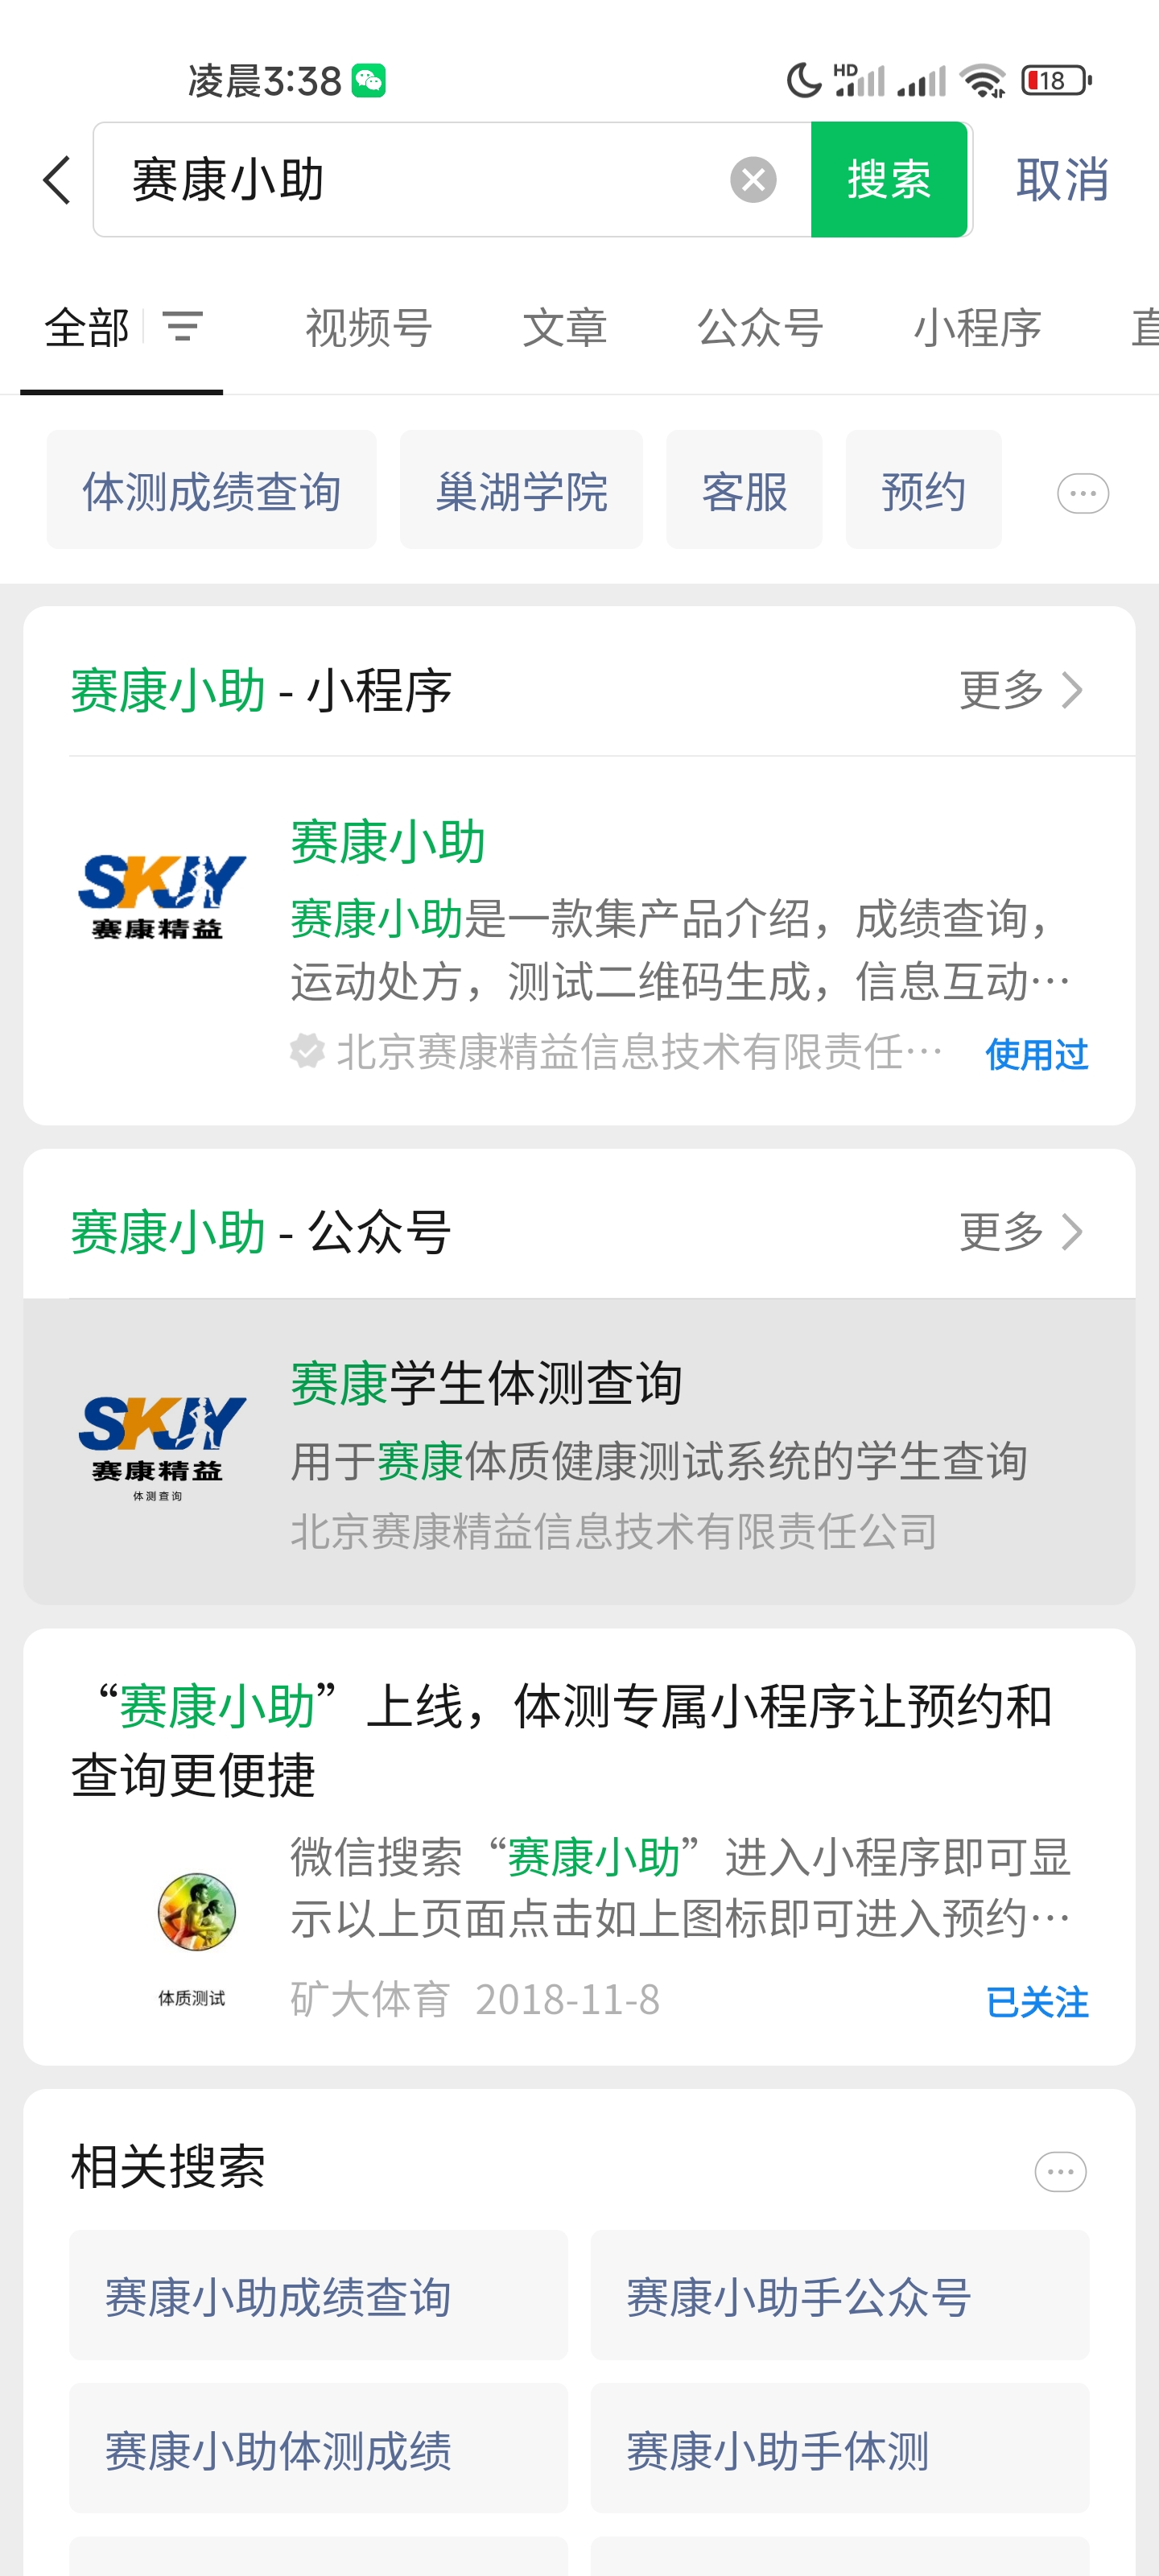 凌晨3:38 HD 18
赛康小助 搜索 取消
全部 视频号 文章 公众号 小程序
体测成绩查询 巢湖学院 客服 预约
赛康小助 - 小程序 更多
SKJY
赛康精益
赛康小助
赛康小助是一款集产品介绍，成绩查询，
运动处方，测试二维码生成，信息互动…
北京赛康精益信息技术有限责任… 使用过
赛康小助 - 公众号 更多
SKJY
赛康精益
体测查询
赛康学生体测查询
用于赛康体质健康测试系统的学生查询
北京赛康精益信息技术有限责任公司
“赛康小助”上线，体测专属小程序让预约和
查询更便捷
体质测试
微信搜索“赛康小助”进入小程序即可显
示以上页面点击如上图标即可进入预约…
矿大体育 2018-11-8 已关注
相关搜索
赛康小助成绩查询 赛康小助手公众号
赛康小助体测成绩 赛康小助手体测